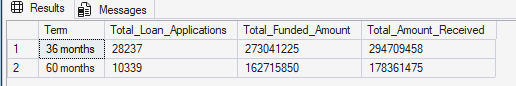 Results Messages
Term Total_Loan_Applications Total_Funded_Amount Total_Amount_Received
1 36 months 28237 273041225 294709458
2 60 months 10339 162715850 178361475